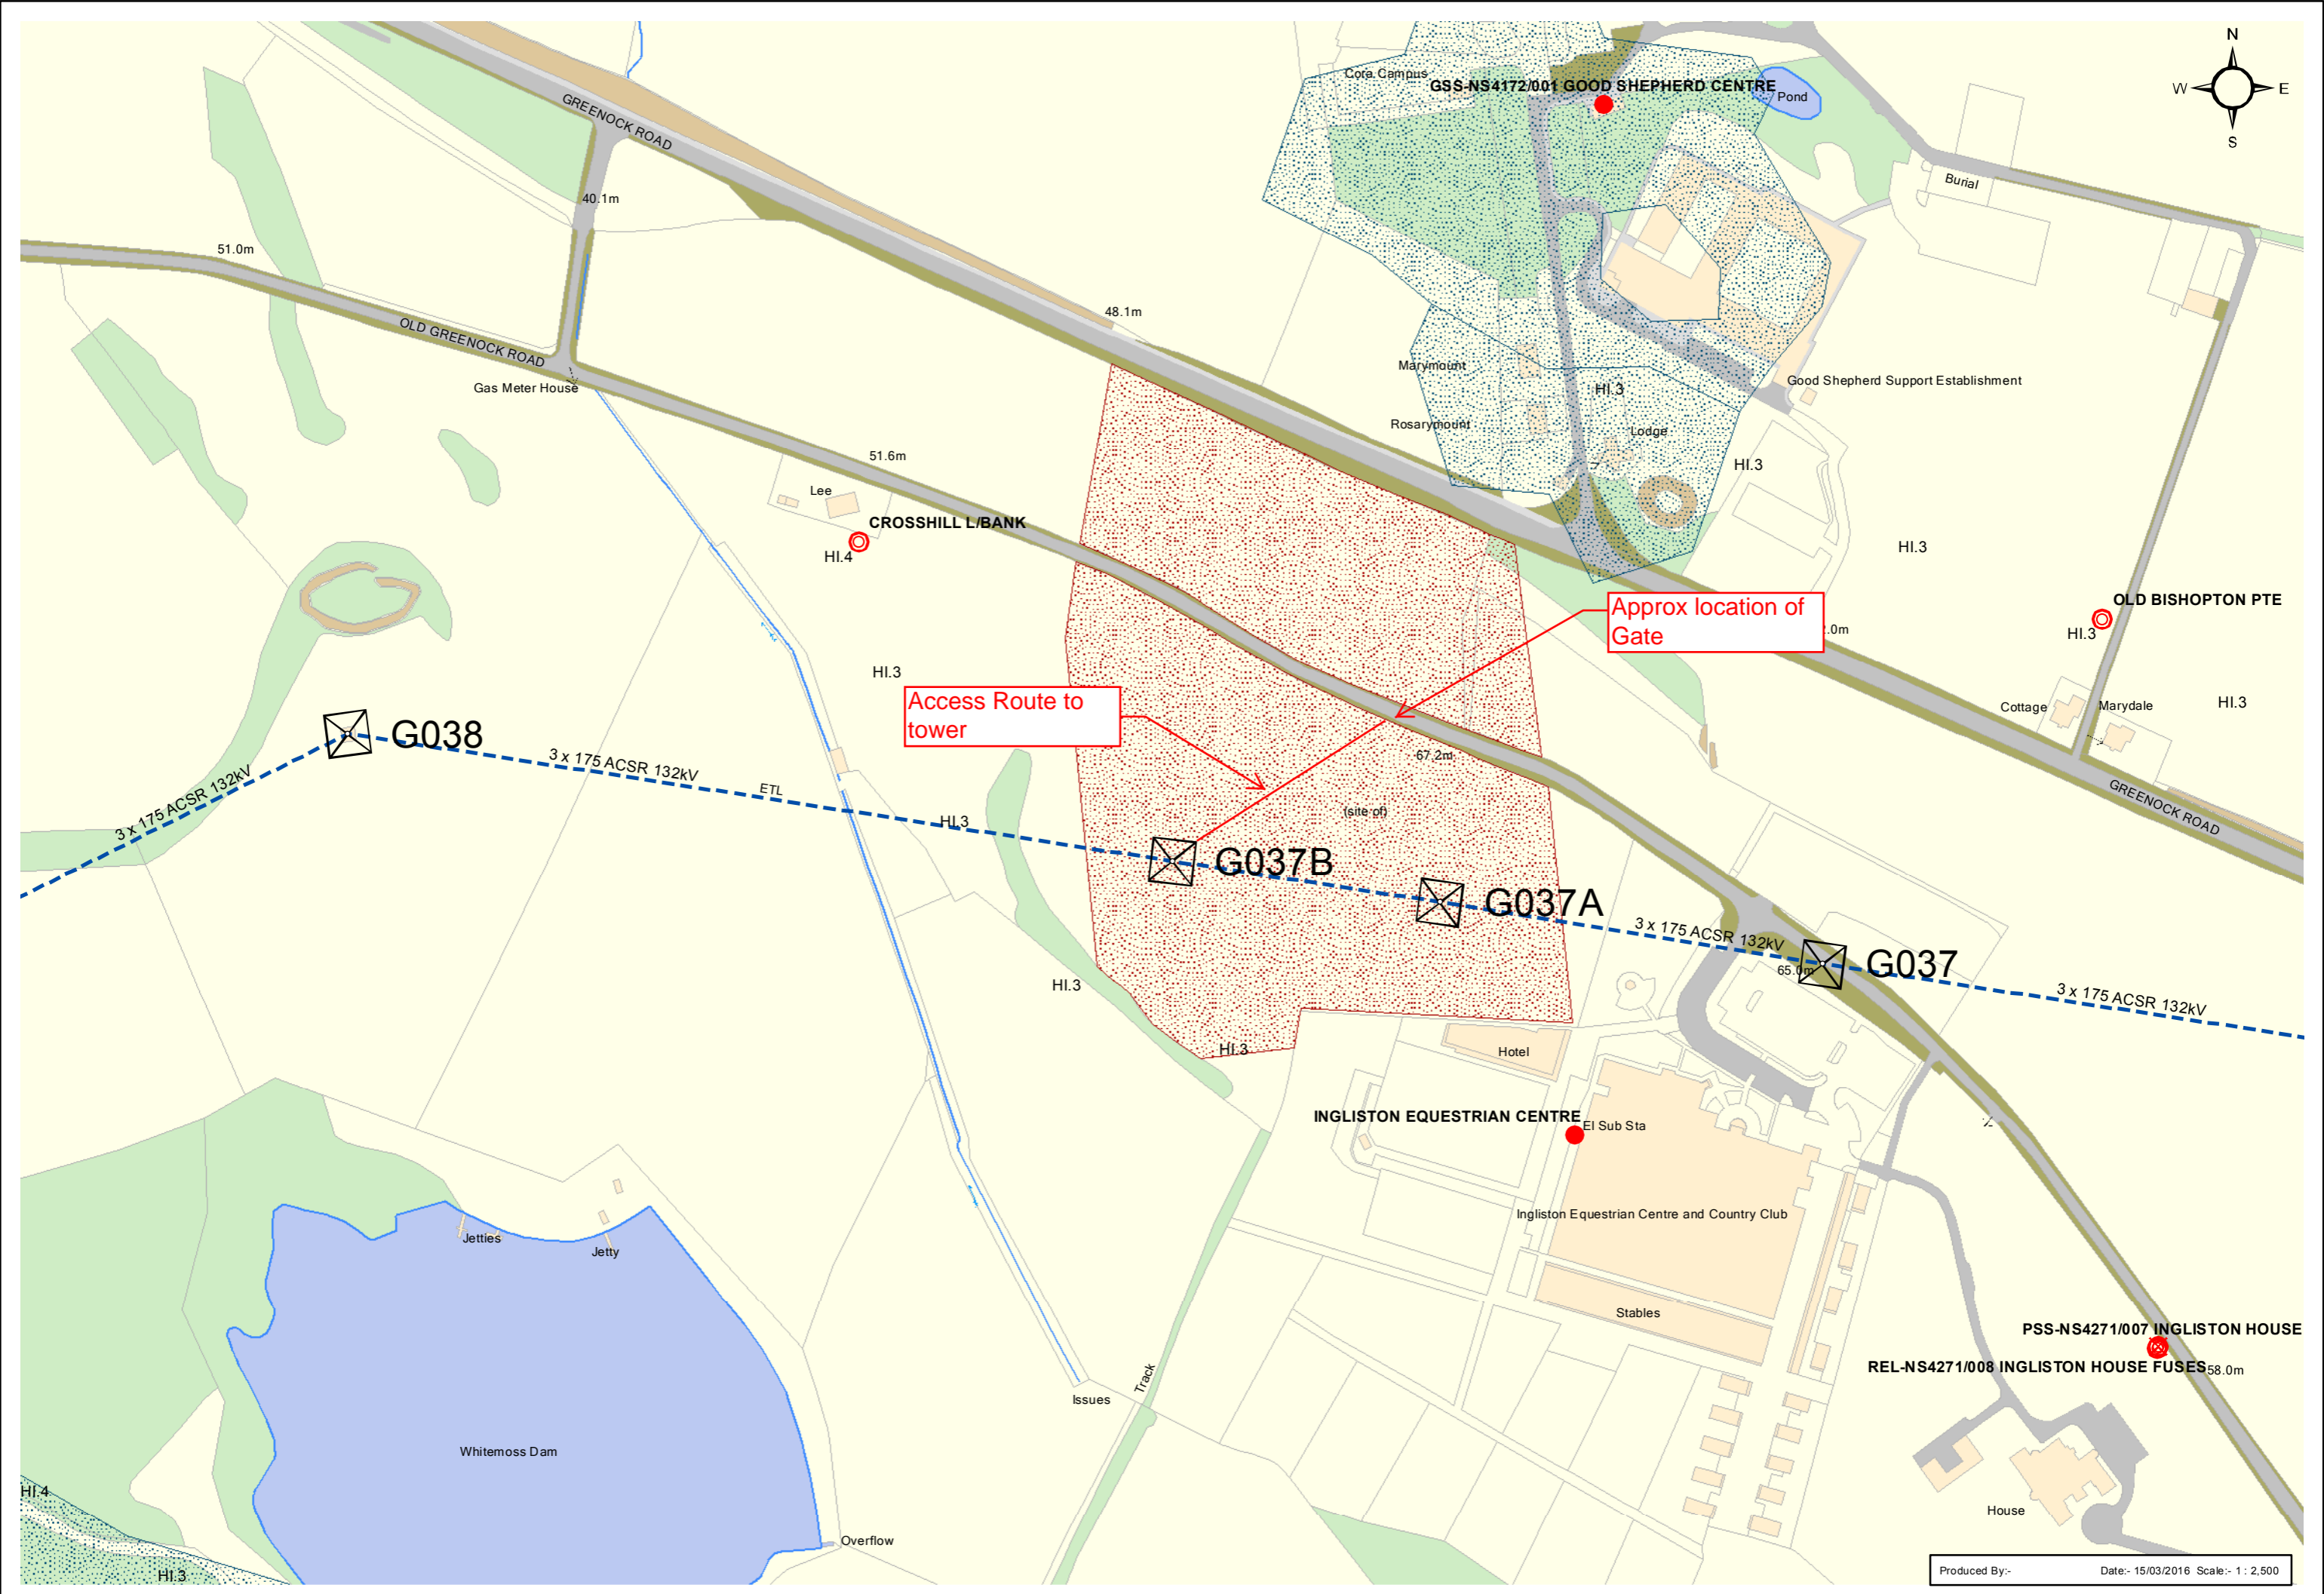 N
W
E
S
Cora Campus
GSS-NS4172/001 GOOD SHEPHERD CENTRE
Pond
GREENOCK ROAD
Burial
40.1m
51.0m
48.1m
OLD GREENOCK ROAD
Gas Meter House
Marymount
HI.3
Good Shepherd Support Establishment
Rosarymount
Lodge
51.6m
HI.3
Lee
CROSSHILL L/BANK
HI.4
HI.3
Approx location of
Gate
.0m
OLD BISHOPTON PTE
HI.3
HI.3
Access Route to
tower
Cottage
Marydale
HI.3
G038
3 x 175 ACSR 132kV
67.2m
3 x 175 ACSR 132kV
ETL
HI.3
(site of)
GREENOCK ROAD
G037B
G037A
3 x 175 ACSR 132kV
65.0m
G037
HI.3
3 x 175 ACSR 132kV
HI.3
Hotel
INGLISTON EQUESTRIAN CENTRE
El Sub Sta
Ingliston Equestrian Centre and Country Club
Jetties
Jetty
Stables
PSS-NS4271/007 INGLISTON HOUSE
REL-NS4271/008 INGLISTON HOUSE FUSES
58.0m
Track
Issues
Whitemoss Dam
HI.4
House
Overflow
HI.3
Produced By:- Date:- 15/03/2016 Scale:- 1 : 2,500